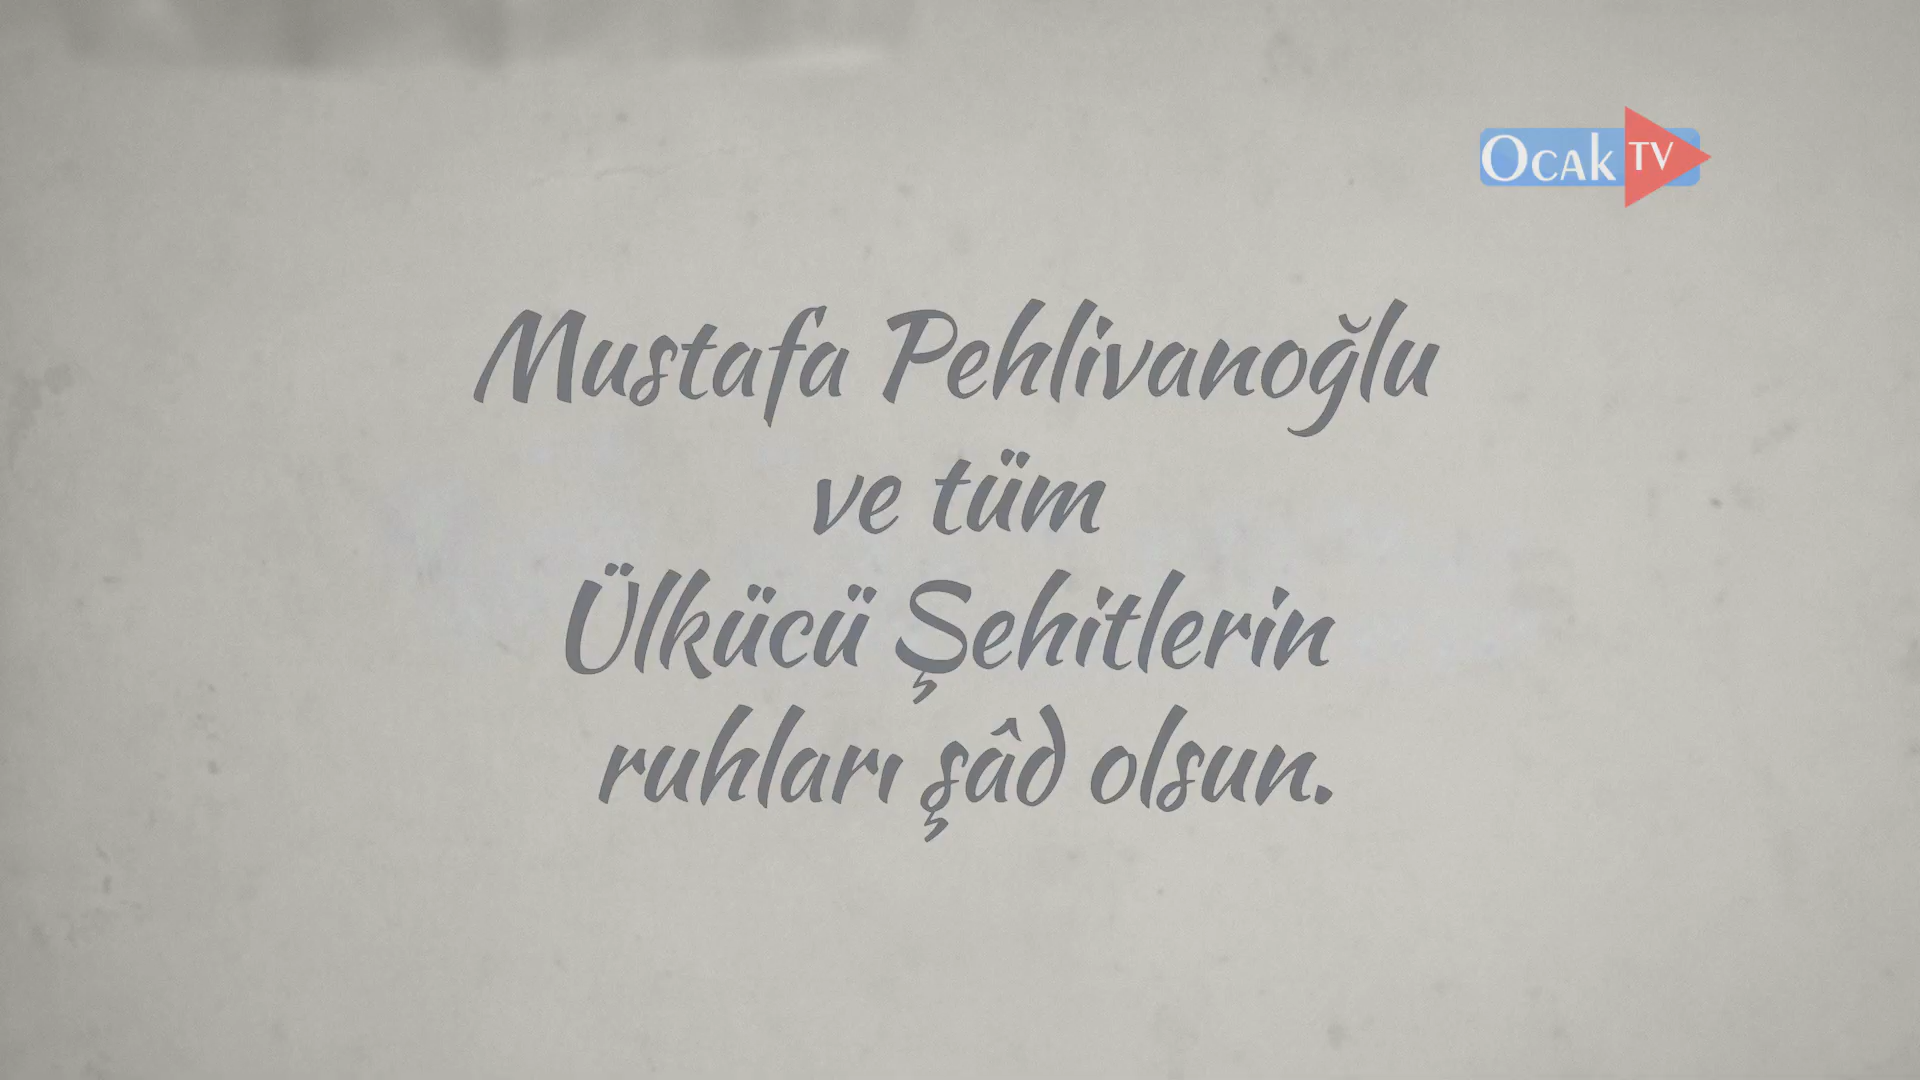 Ocak TV
Mustafa Pehlivanoğlu
ve tüm
Ülkücü Şehitlerin
ruhları şâd olsun.